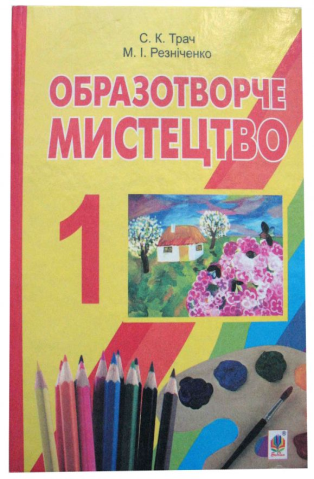 С. К. Трач
М. І. Резніченко
ОБРАЗОТВОРЧЕ
МИСТЕЦТВО
1